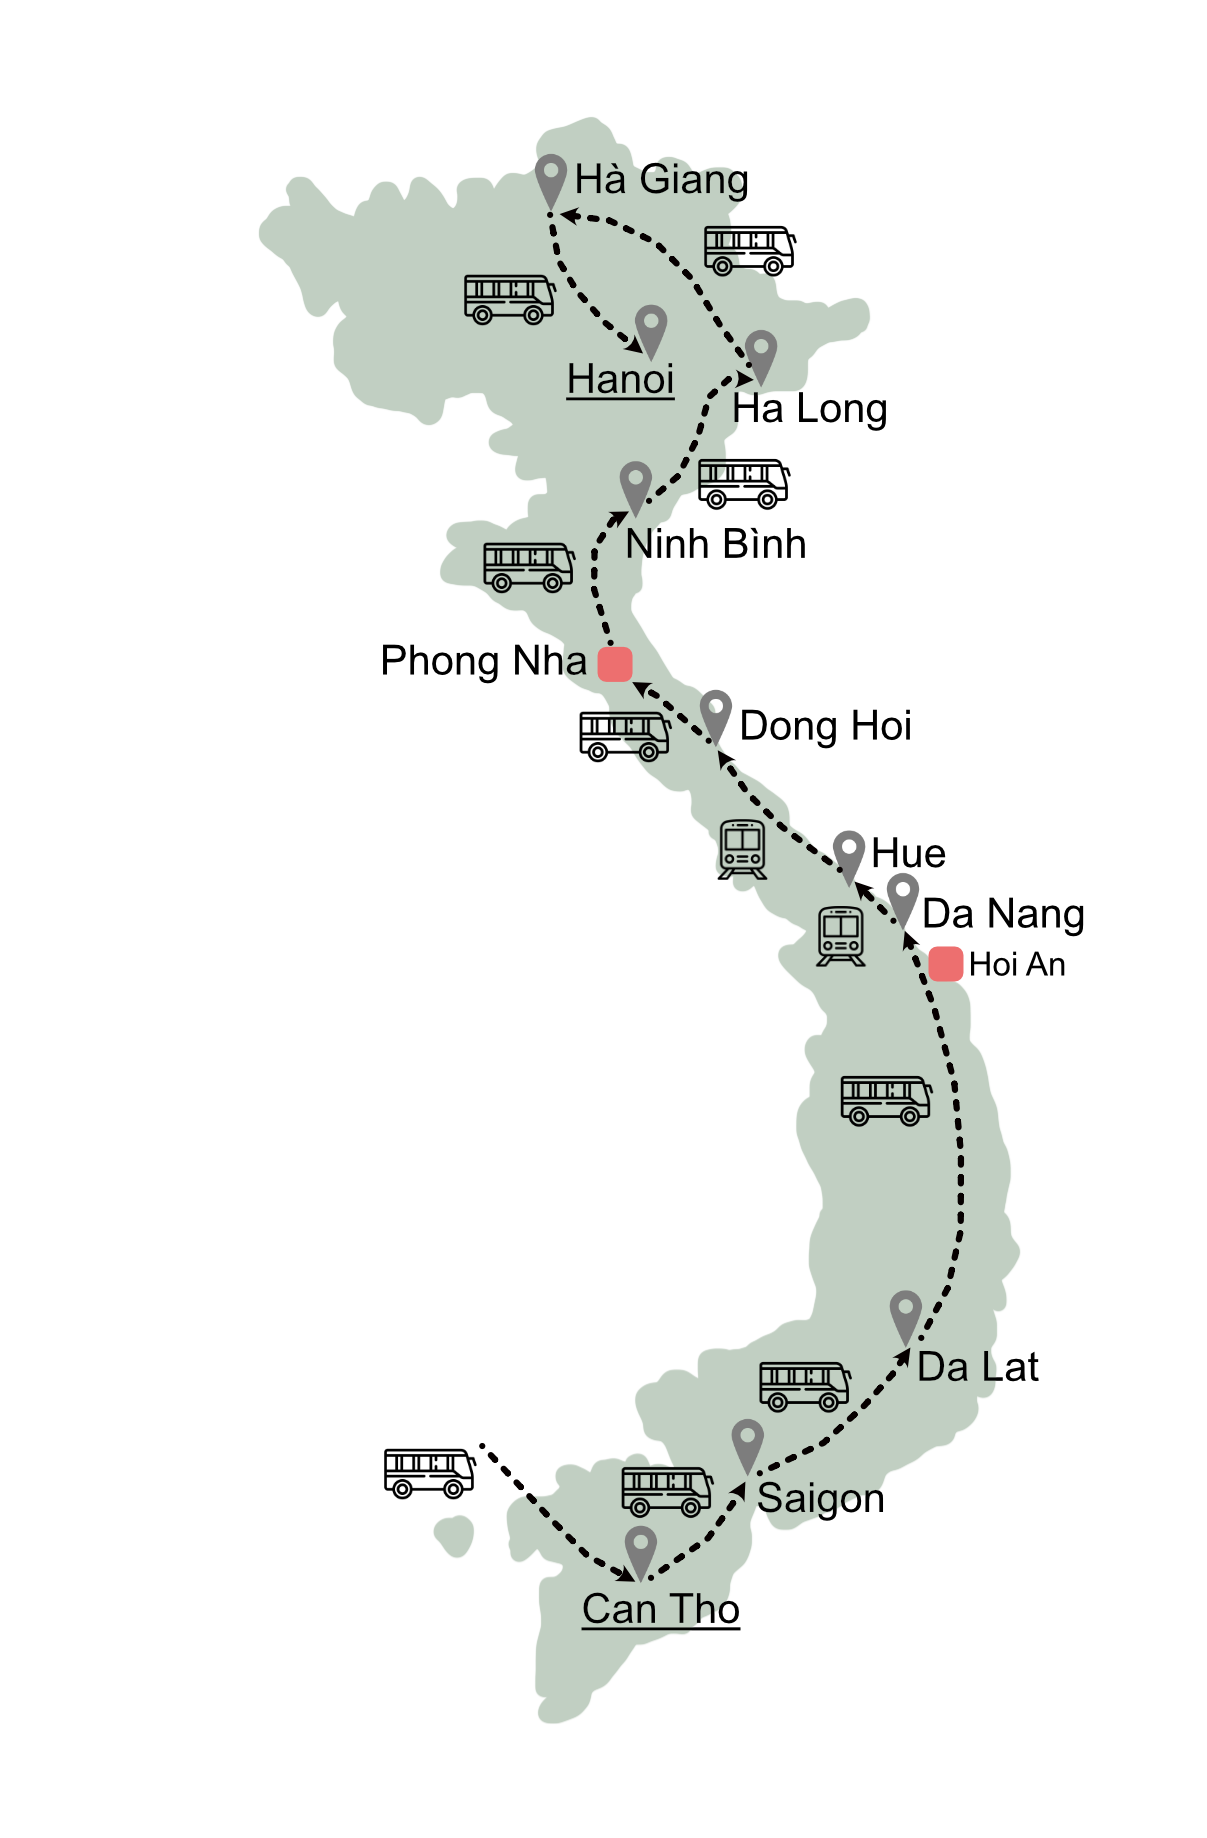 Hà Giang
Hanoi
Ha Long
Ninh Bình
Phong Nha
Dong Hoi
Hue
Da Nang
Hoi An
Da Lat
Saigon
Can Tho